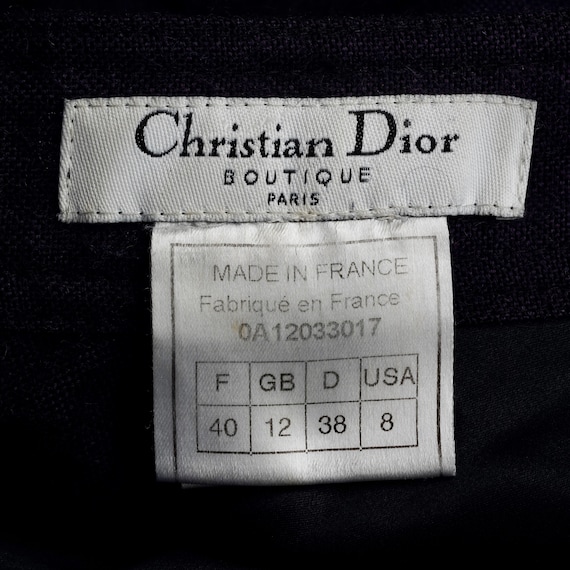 Christian Dior
BOUTIQUE
PARIS
MADE IN FRANCE
Fabriqué en France
0A12033017
F GB D USA
40 12 38 8